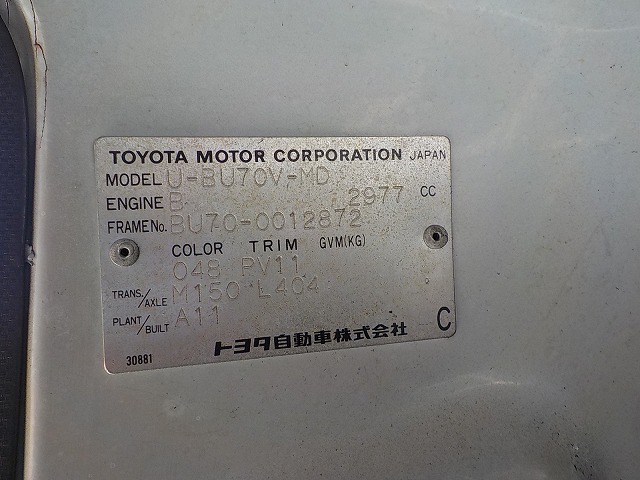 TOYOTA MOTOR CORPORATION JAPAN
MODEL U-BU70V-MD
ENGINE B 2977 CC
FRAME No. BU70-0012872
COLOR TRIM GVM(KG)
048 PV11
TRANS./AXLE M150 L404
PLANT/BUILT A11
トヨタ自動車株式会社 C
30881